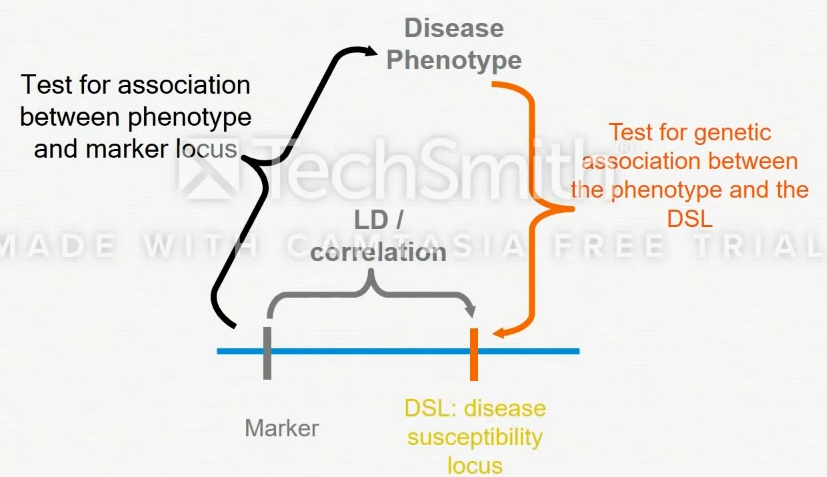 Disease
Phenotype
Test for association
between phenotype
and marker locus
Test for genetic
association between
the phenotype and the
DSL
TechSmith®
LD /
correlation
MADE WITH CAMTASIA FREE TRIAL
Marker
DSL: disease
susceptibility
locus